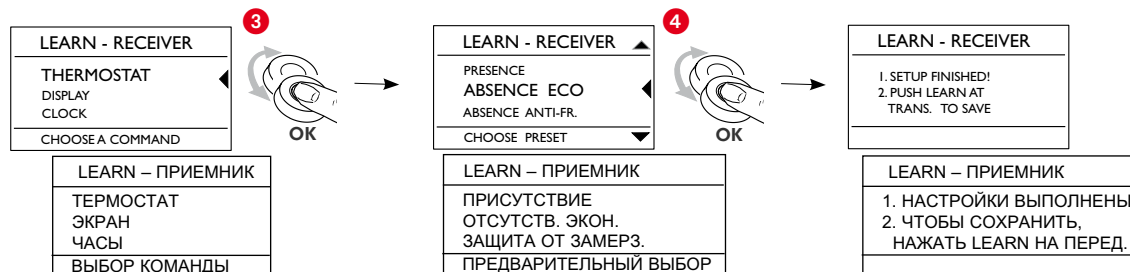 3
LEARN - RECEIVER
THERMOSTAT
DISPLAY
CLOCK
CHOOSE A COMMAND
OK
LEARN – ПРИЕМНИК
ТЕРМОСТАТ
ЭКРАН
ЧАСЫ
ВЫБОР КОМАНДЫ
4
LEARN - RECEIVER
PRESENCE
ABSENCE ECO
ABSENCE ANTI-FR.
CHOOSE PRESET
OK
LEARN – ПРИЕМНИК
ПРИСУТСТВИЕ
ОТСУТСТВ. ЭКОН.
ЗАЩИТА ОТ ЗАМЕРЗ.
ПРЕДВАРИТЕЛЬНЫЙ ВЫБОР
LEARN - RECEIVER
1. SETUP FINISHED!
2. PUSH LEARN AT
TRANS. TO SAVE
LEARN – ПРИЕМНИК
1. НАСТРОЙКИ ВЫПОЛНЕНЫ
2. ЧТОБЫ СОХРАНИТЬ,
НАЖАТЬ LEARN НА ПЕРЕД.